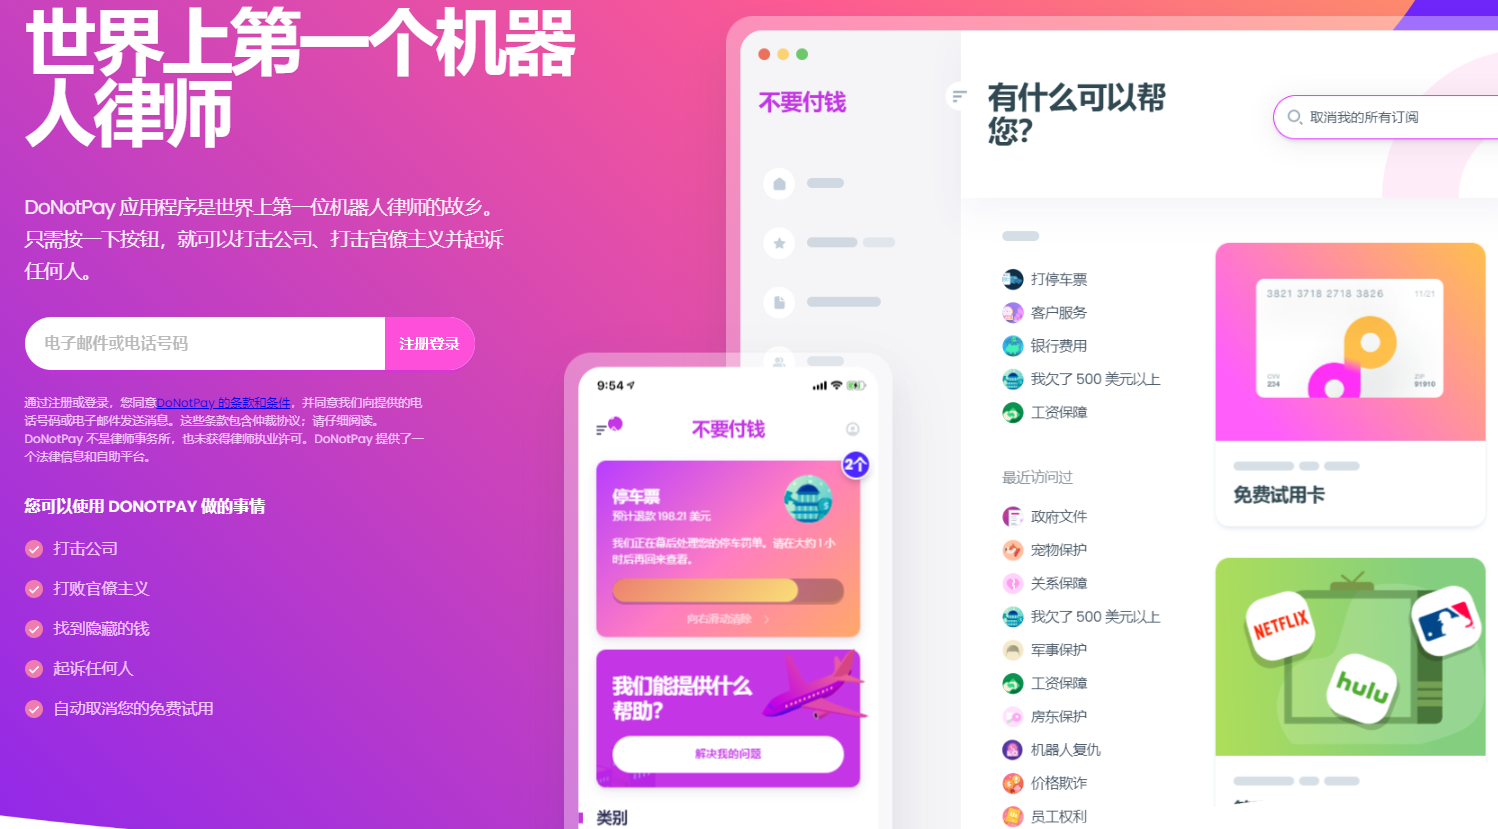 世界上第一个机器
人律师
DoNotPay 应用程序是世界上第一位机器人律师的故乡。
只需按一下按钮，就可以打击公司、打击官僚主义并起诉
任何人。
电子邮件或电话号码
注册登录
通过注册或登录，您同意DoNotPay 的条款和条件，并同意我们向提供的电
话号码或电子邮件发送消息。这些条款包含仲裁协议；请仔细阅读。
DoNotPay 不是律师事务所，也未获得律师执业许可。DoNotPay 提供了一
个法律信息和自助平台。
您可以使用 DONOTPAY 做的事情
打击公司
打败官僚主义
找到隐藏的钱
起诉任何人
自动取消您的免费试用
不要付钱
有什么可以帮
您?
取消我的所有订阅
打停车票
客户服务
银行费用
我欠了 500 美元以上
工资保障
最近访问过
政府文件
宠物保护
关系保障
我欠了 500 美元以上
军事保护
工资保障
房东保护
机器人复仇
价格欺诈
员工权利
3821 3718 2718 3826
11/21
CVV
234
ZIP
91910
免费试用卡
NETFLIX
hulu
9:54
不要付钱
2个
停车票
预计退款 198.21 美元
我们正在幕后处理您的停车罚单。请在大约 1 小
时后再回来查看。
向右滑动清除
我们能提供什么
帮助？
解决我的问题
类别